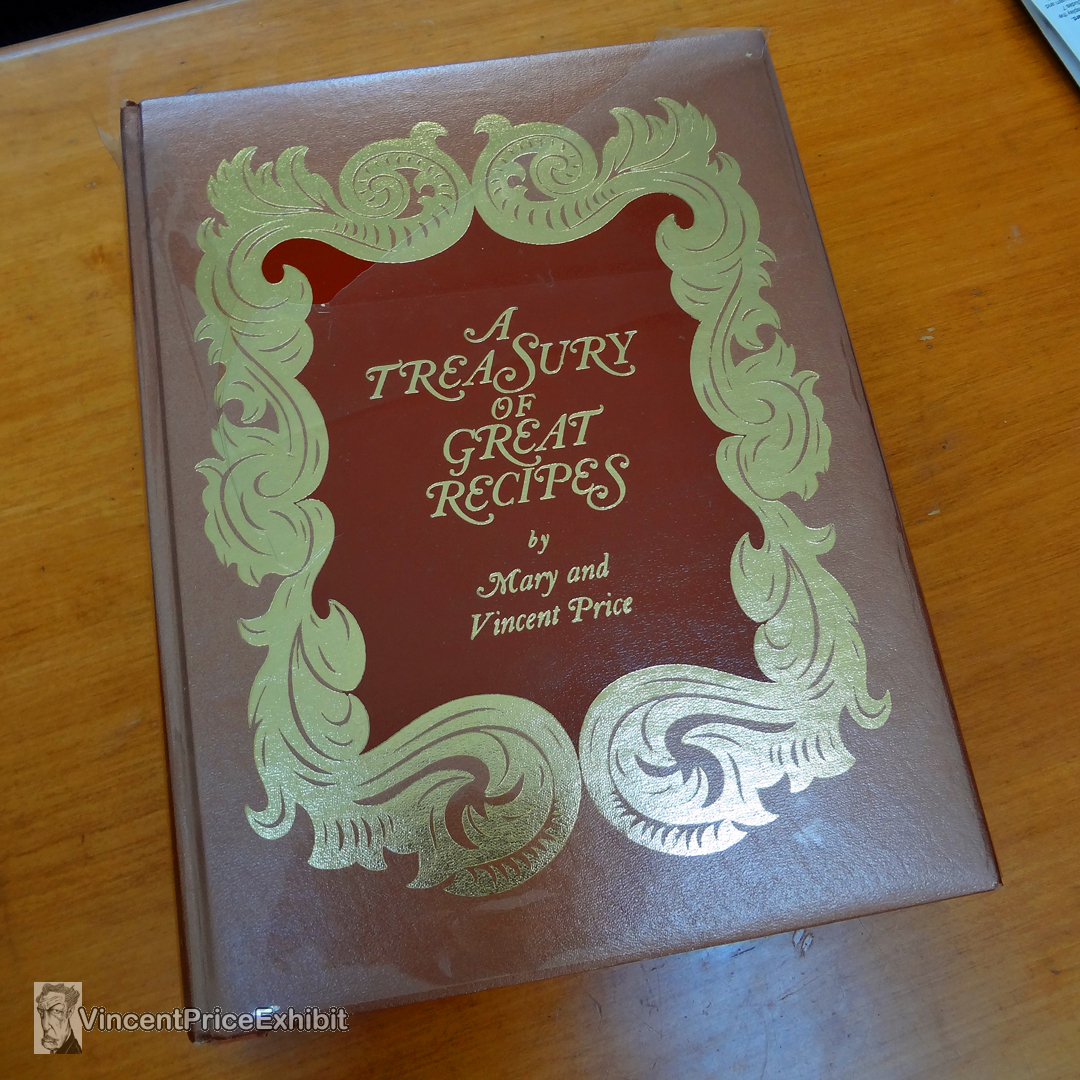 A
TREASURY
OF
GREAT
RECIPES
by
Mary and
Vincent Price
VincentPriceExhibit